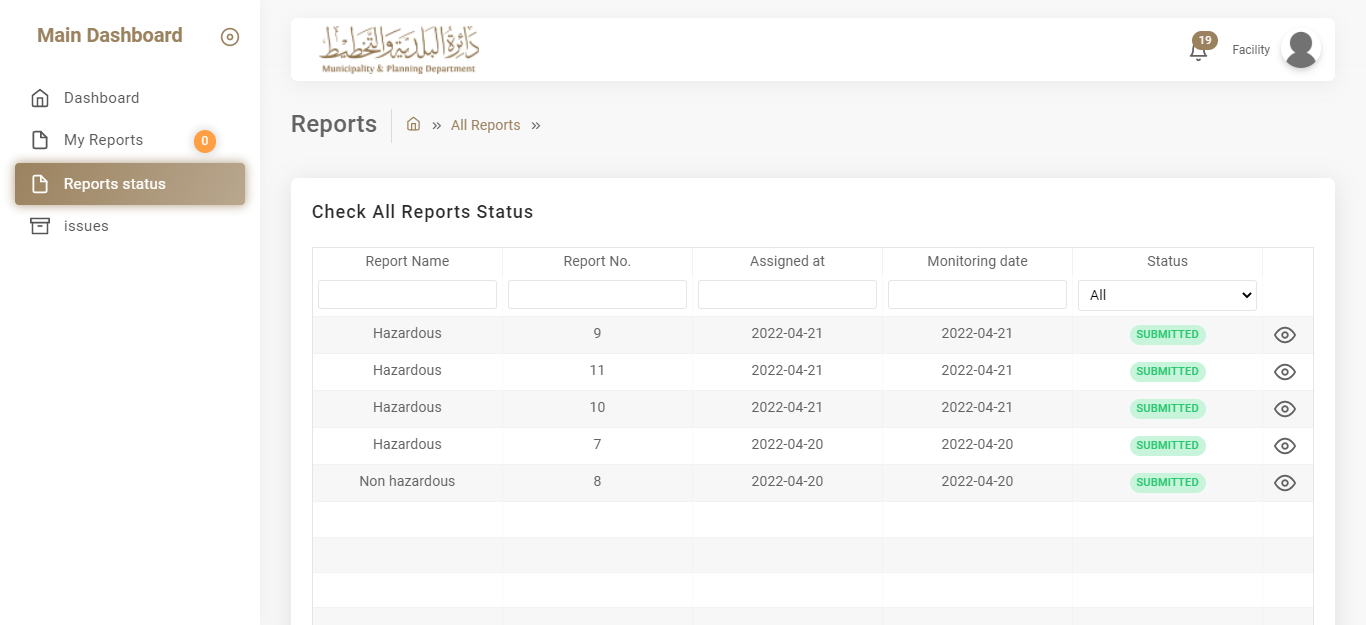 Main Dashboard
Dashboard
My Reports 0
Reports status
issues
دائرة البلدية والتخطيط
Municipality & Planning Department
19
Facility
Reports » All Reports »
Check All Reports Status
Report Name Report No. Assigned at Monitoring date Status
All
Hazardous 9 2022-04-21 2022-04-21 SUBMITTED
Hazardous 11 2022-04-21 2022-04-21 SUBMITTED
Hazardous 10 2022-04-21 2022-04-21 SUBMITTED
Hazardous 7 2022-04-20 2022-04-20 SUBMITTED
Non hazardous 8 2022-04-20 2022-04-20 SUBMITTED